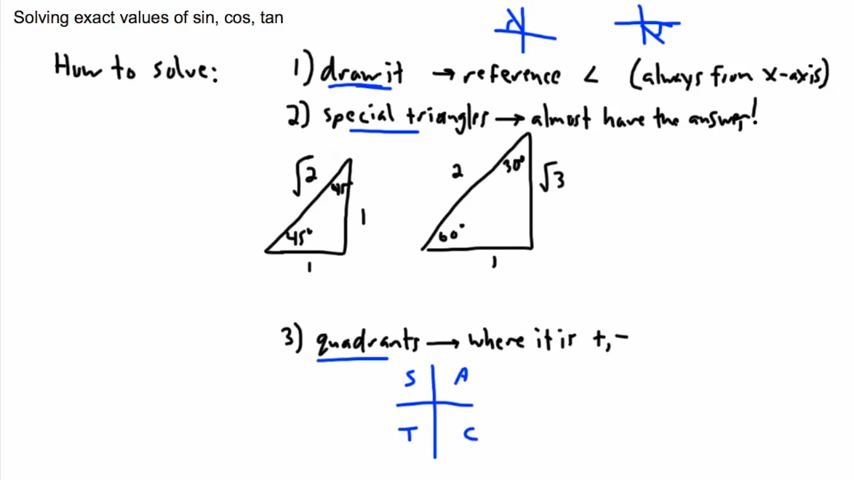 Solving exact values of sin, cos, tan
How to solve: 1) draw it → reference ∠ (always from x-axis)
2) special triangles → almost have the answer!
√2 45° 1 45° 1
2 30° √3 60° 1
3) quadrants → where it is +, -
S A
T C